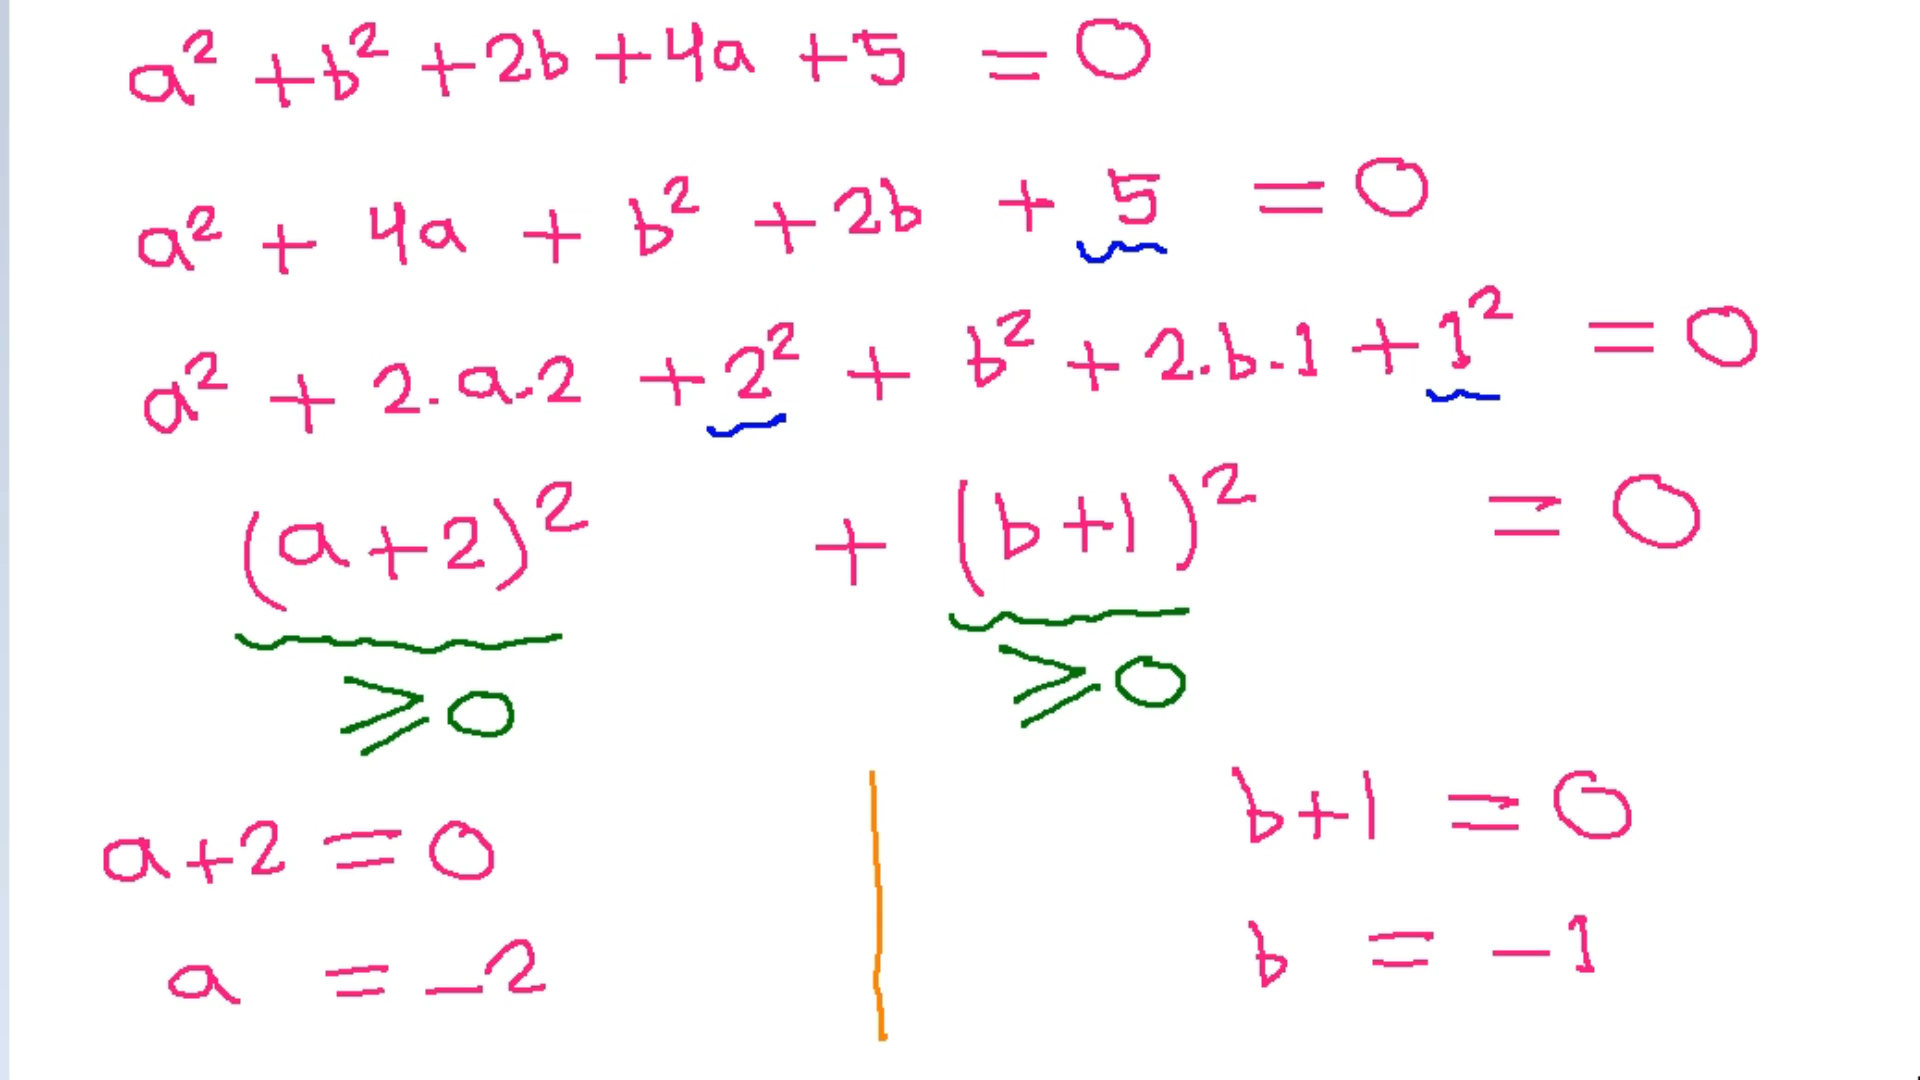 a² + b² + 2b + 4a + 5 = 0
a² + 4a + b² + 2b + 5 = 0
a² + 2.a.2 + 2² + b² + 2.b.1 + 1² = 0
(a+2)² + (b+1)² = 0
≥0 ≥0
a+2 = 0
a = -2
b+1 = 0
b = -1